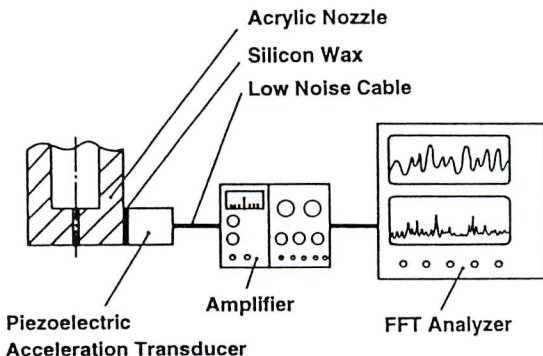 Acrylic Nozzle
Silicon Wax
Low Noise Cable
Amplifier
FFT Analyzer
Piezoelectric
Acceleration Transducer